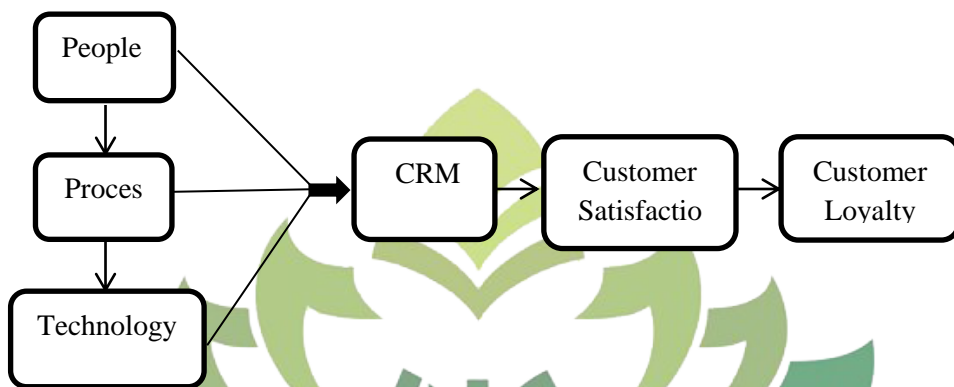 People
Proces
Technology
CRM
Customer
Satisfactio
Customer
Loyalty